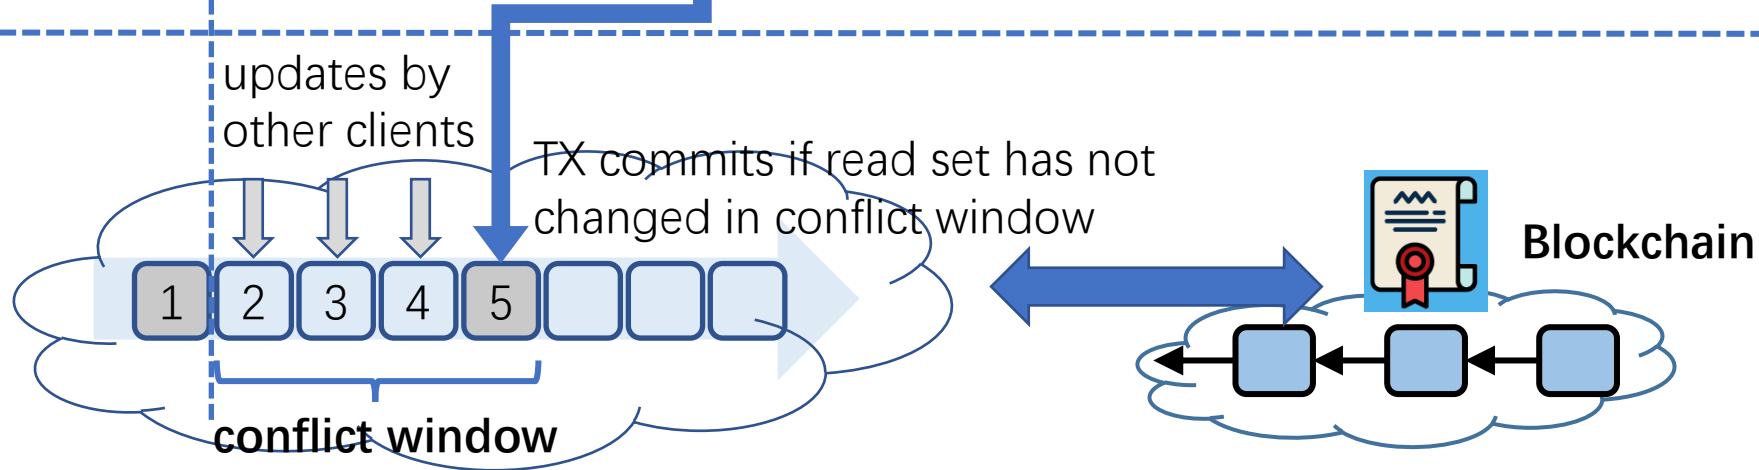 updates by
other clients
TX commits if read set has not
changed in conflict window
Blockchain
1 2 3 4 5
conflict window